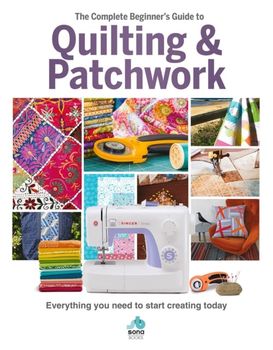 The Complete Beginner's Guide to
Quilting &
Patchwork
SINGER
Everything you need to start creating today
sona
BOOKS